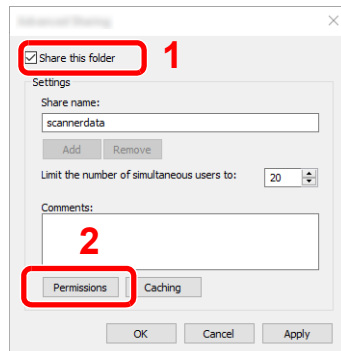 Share this folder
1
Settings
Share name:
scannerdata
Add Remove
Limit the number of simultaneous users to: 20
Comments:
2
Permissions Caching
OK Cancel Apply